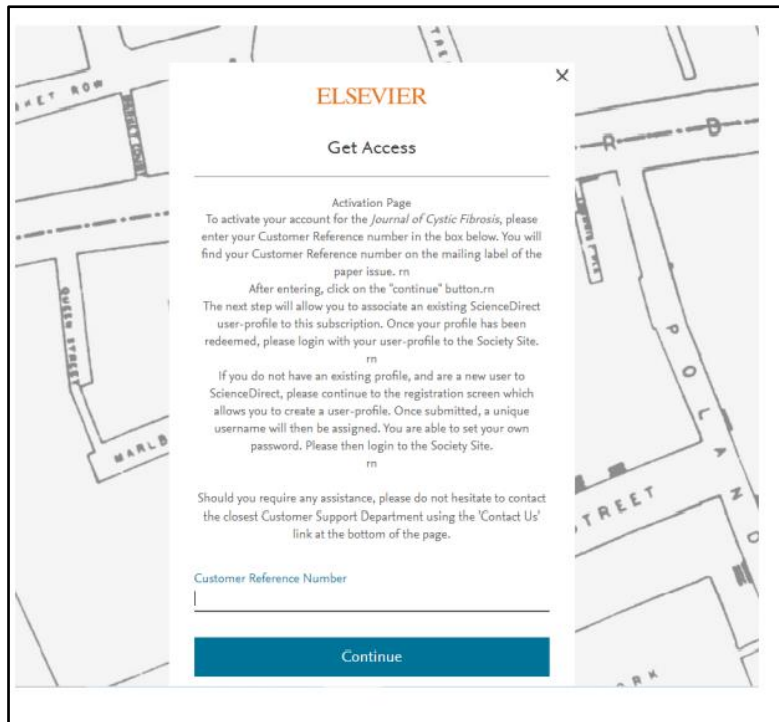 ELSEVIER
Get Access
Activation Page
To activate your account for the Journal of Cystic Fibrosis, please
enter your Customer Reference number in the box below. You will
find your Customer Reference number on the mailing label of the
paper issue. rn
After entering, click on the "continue" button.rn
The next step will allow you to associate an existing ScienceDirect
user-profile to this subscription. Once your profile has been
redeemed, please login with your user-profile to the Society Site.
rn
If you do not have an existing profile, and are a new user to
ScienceDirect, please continue to the registration screen which
allows you to create a user-profile. Once submitted, a unique
username will then be assigned. You are able to set your own
password. Please then login to the Society Site.
rn
Should you require any assistance, please do not hesitate to contact
the closest Customer Support Department using the 'Contact Us'
link at the bottom of the page.
Customer Reference Number
Continue
KET ROW
QUEEN STREET
MARLB
R D
POLAND
STREET